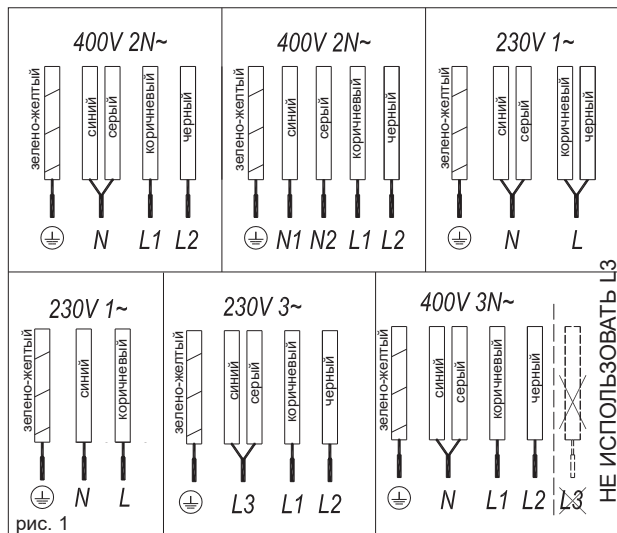 400V 2N~
зелено-желтый
синий
серый
коричневый
черный
N L1 L2
400V 2N~
зелено-желтый
синий
серый
коричневый
черный
N1 N2 L1 L2
230V 1~
зелено-желтый
синий
серый
коричневый
черный
N L
230V 1~
зелено-желтый
синий
коричневый
N L
230V 3~
зелено-желтый
синий
серый
коричневый
черный
L3 L1 L2
400V 3N~
зелено-желтый
синий
серый
коричневый
черный
N L1 L2 L3
НЕ ИСПОЛЬЗОВАТЬ L3
рис. 1